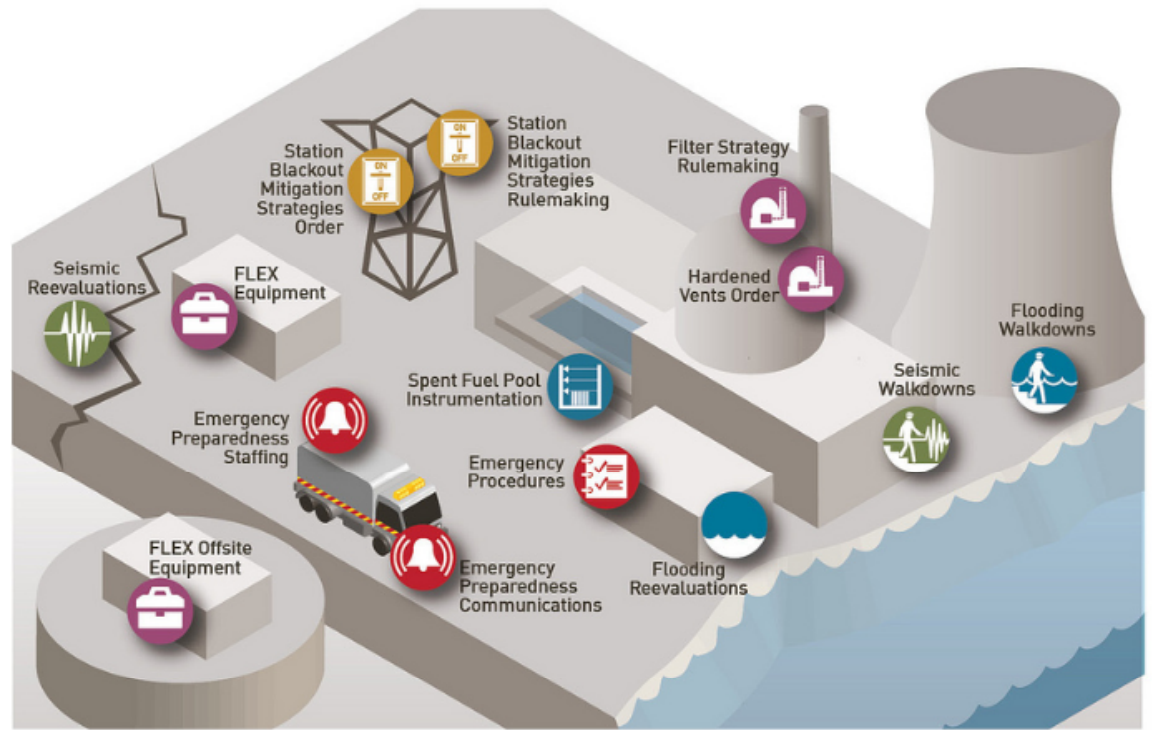 Station
Blackout
Mitigation
Strategies
Rulemaking
ON
OFF
Station
Blackout
Mitigation
Strategies
Order
ON
OFF
Filter Strategy
Rulemaking
Hardened
Vents Order
Seismic
Reevaluations
FLEX
Equipment
Flooding
Walkdowns
Seismic
Walkdowns
Spent Fuel Pool
Instrumentation
Emergency
Preparedness
Staffing
Emergency
Procedures
FLEX Offsite
Equipment
Emergency
Preparedness
Communications
Flooding
Reevaluations